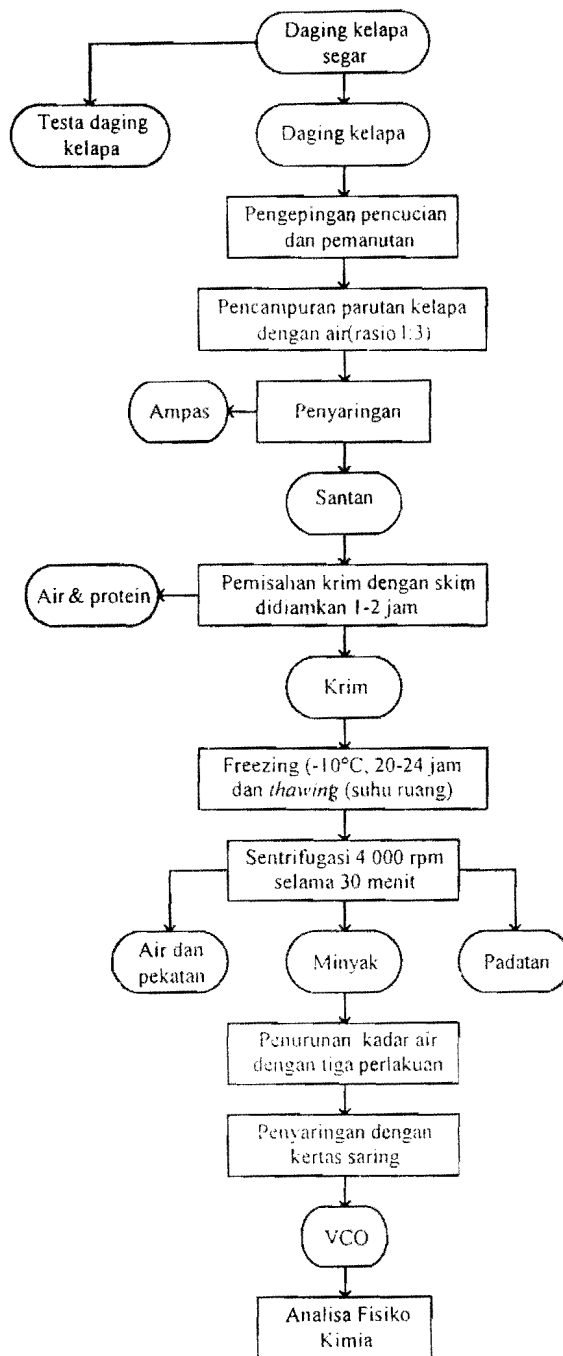 Daging kelapa
segar
Testa daging
kelapa
Daging kelapa
Pengepingan pencucian
dan pemanutan
Pencampuran parutan kelapa
dengan air(rasio 1:3)
Ampas
Penyaringan
Santan
Air & protein
Pemisahan krim dengan skim
didiamkan 1-2 jam
Krim
Freezing (-10°C, 20-24 jam
dan thawing (suhu ruang)
Sentrifugasi 4 000 rpm
selama 30 menit
Air dan
pekatan
Minyak
Padatan
Penurunan kadar air
dengan tiga perlakuan
Penyaringan dengan
kertas saring
VCO
Analisa Fisiko
Kimia